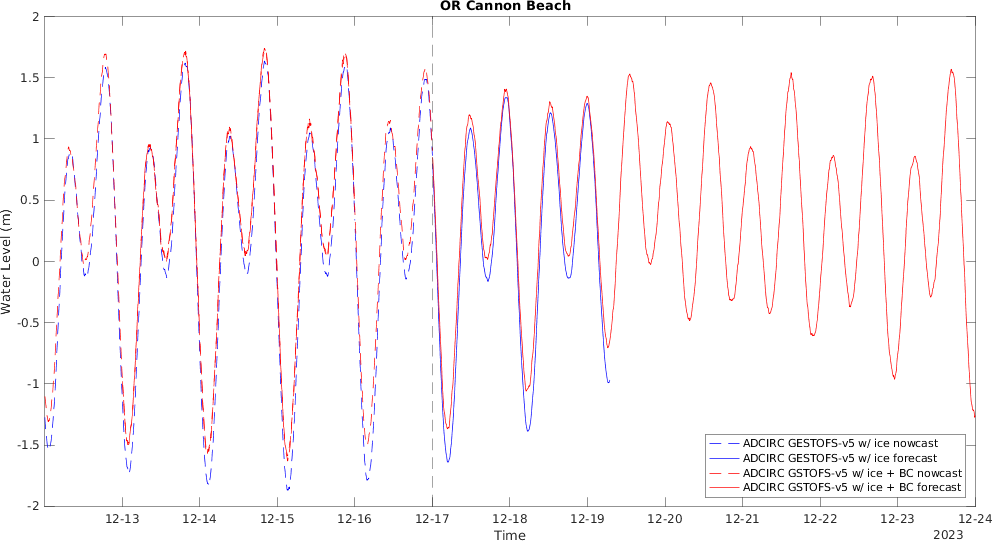 OR Cannon Beach
2
1.5
1
0.5
0
-0.5
-1
-1.5
-2
Water Level (m)
ADCIRC GESTOFS-v5 w/ ice nowcast
ADCIRC GESTOFS-v5 w/ ice forecast
ADCIRC GSTOFS-v5 w/ ice + BC nowcast
ADCIRC GSTOFS-v5 w/ ice + BC forecast
12-13 12-14 12-15 12-16 12-17 12-18 12-19 12-20 12-21 12-22 12-23 12-24
Time
2023